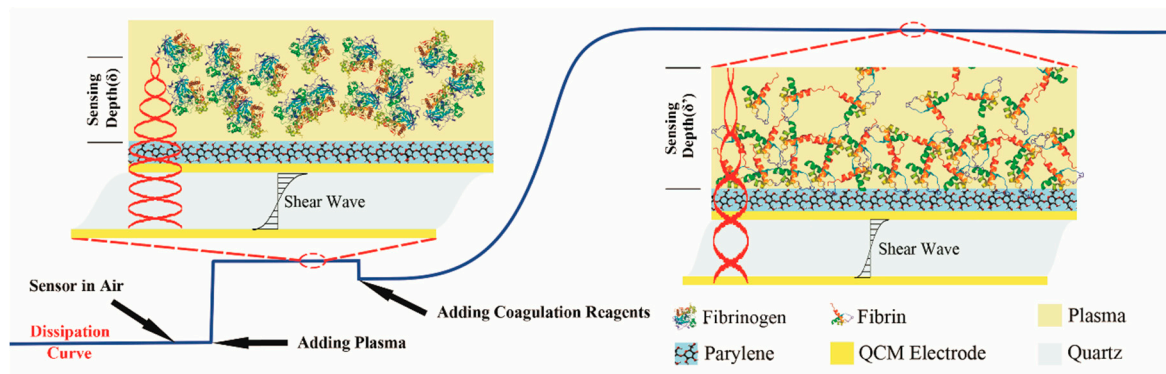 Sensing
Depth(δ)
Shear Wave
Sensor in Air
Dissipation
Curve
Adding Plasma
Adding Coagulation Reagents
Sensing
Depth(δ’)
Shear Wave
Fibrinogen
Fibrin
Plasma
Parylene
QCM Electrode
Quartz